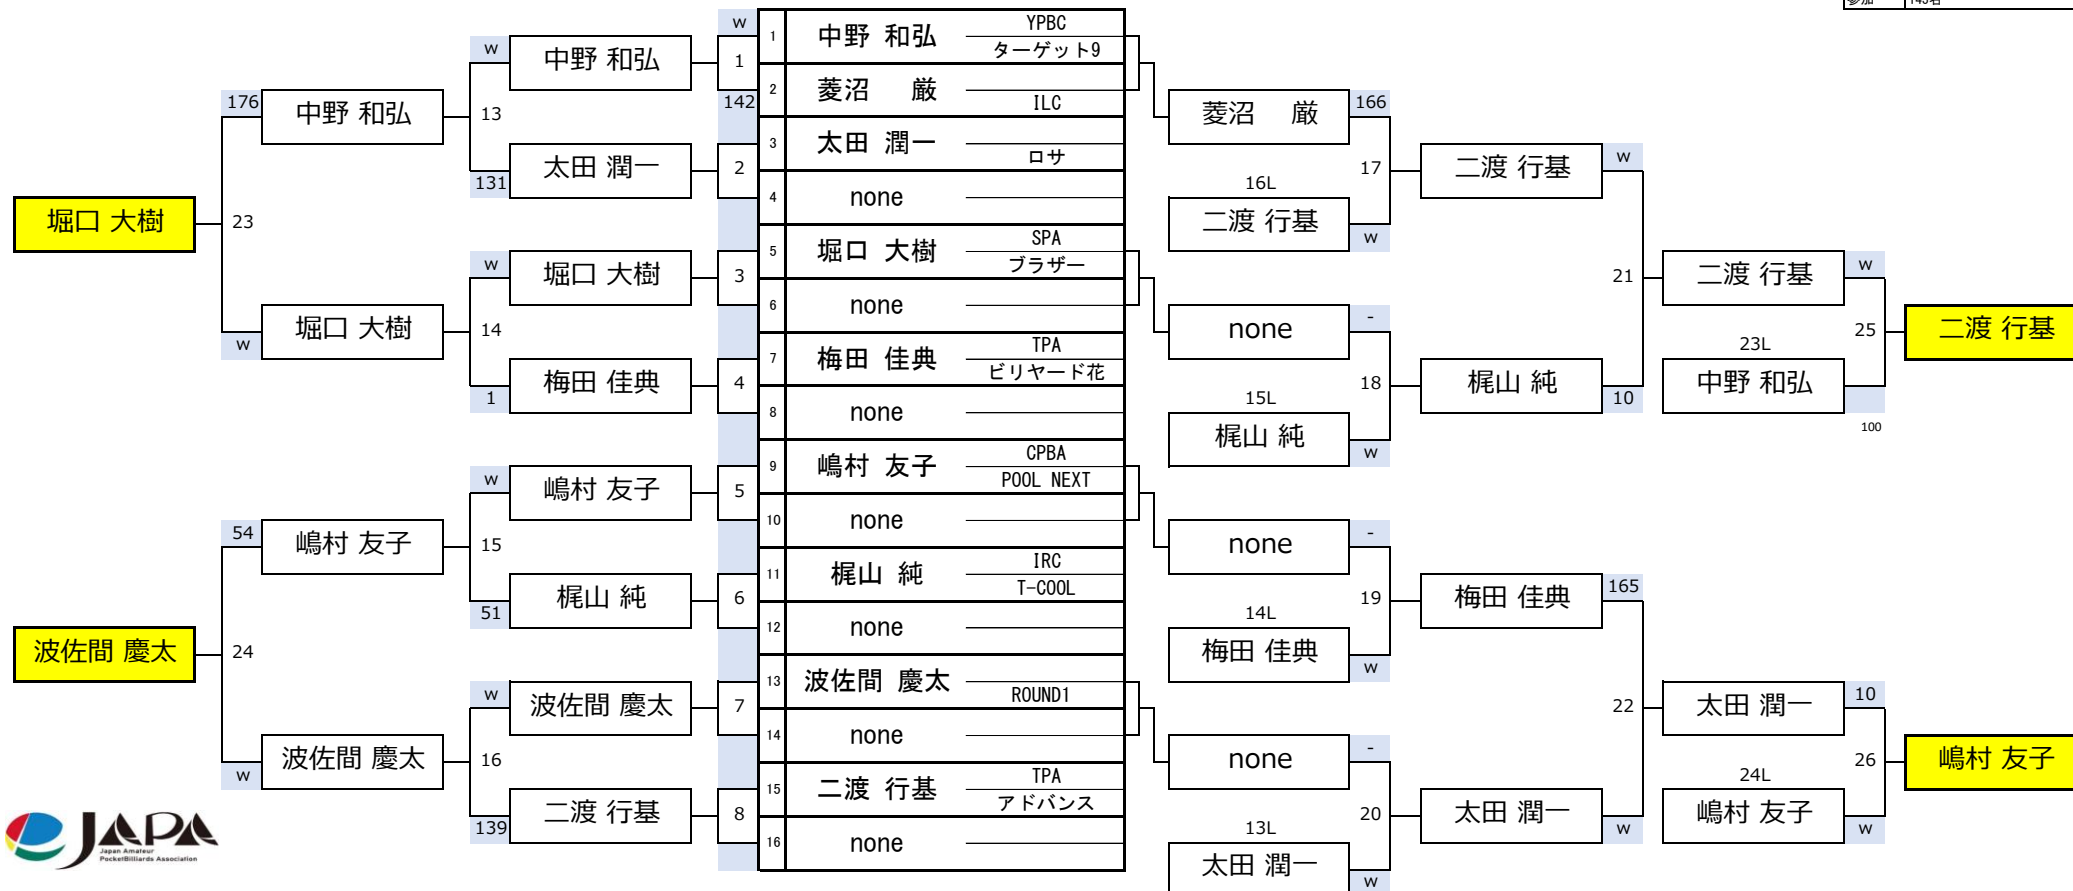 参加 143名
W
1 中野 和弘 YPBC
ターゲット9
2 菱沼 厳 ILC
142
3 太田 潤一 ロサ
4 none
5 堀口 大樹 SPA
ブラザー
6 none
7 梅田 佳典 TPA
ビリヤード花
8 none
9 嶋村 友子 CPBA
POOL NEXT
10 none
11 梶山 純 IRC
T-COOL
12 none
13 波佐間 慶太 ROUND1
14 none
15 二渡 行基 TPA
アドバンス
16 none
W 中野 和弘 1
13
131 太田 潤一 2
W 堀口 大樹 3
14
1 梅田 佳典 4
W 嶋村 友子 5
15
51 梶山 純 6
W 波佐間 慶太 7
16
139 二渡 行基 8
176 中野 和弘
23
W 堀口 大樹
54 嶋村 友子
24
W 波佐間 慶太
堀口 大樹
波佐間 慶太
菱沼 厳 166
17
16L
二渡 行基 W
none -
18
15L
梶山 純 W
none -
19
14L
梅田 佳典 W
none -
20
13L
太田 潤一 W
二渡 行基 W
21
梶山 純 10
梅田 佳典 165
22
太田 潤一 W
二渡 行基 W
25
23L
中野 和弘
100
太田 潤一 10
26
24L
嶋村 友子 W
二渡 行基
嶋村 友子
JAPA
Japan Amateur
PocketBilliards Association